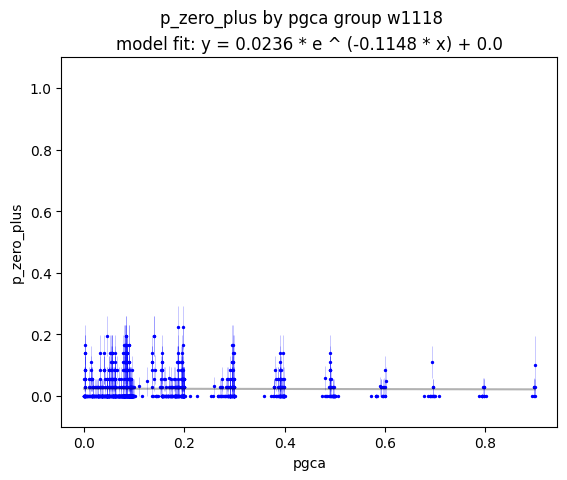 p_zero_plus by pgca group w1118
model fit: y = 0.0236 * e ^ (-0.1148 * x) + 0.0
1.0
0.8
0.6
0.4
0.2
0.0
p_zero_plus
0.0 0.2 0.4 0.6 0.8
pgca